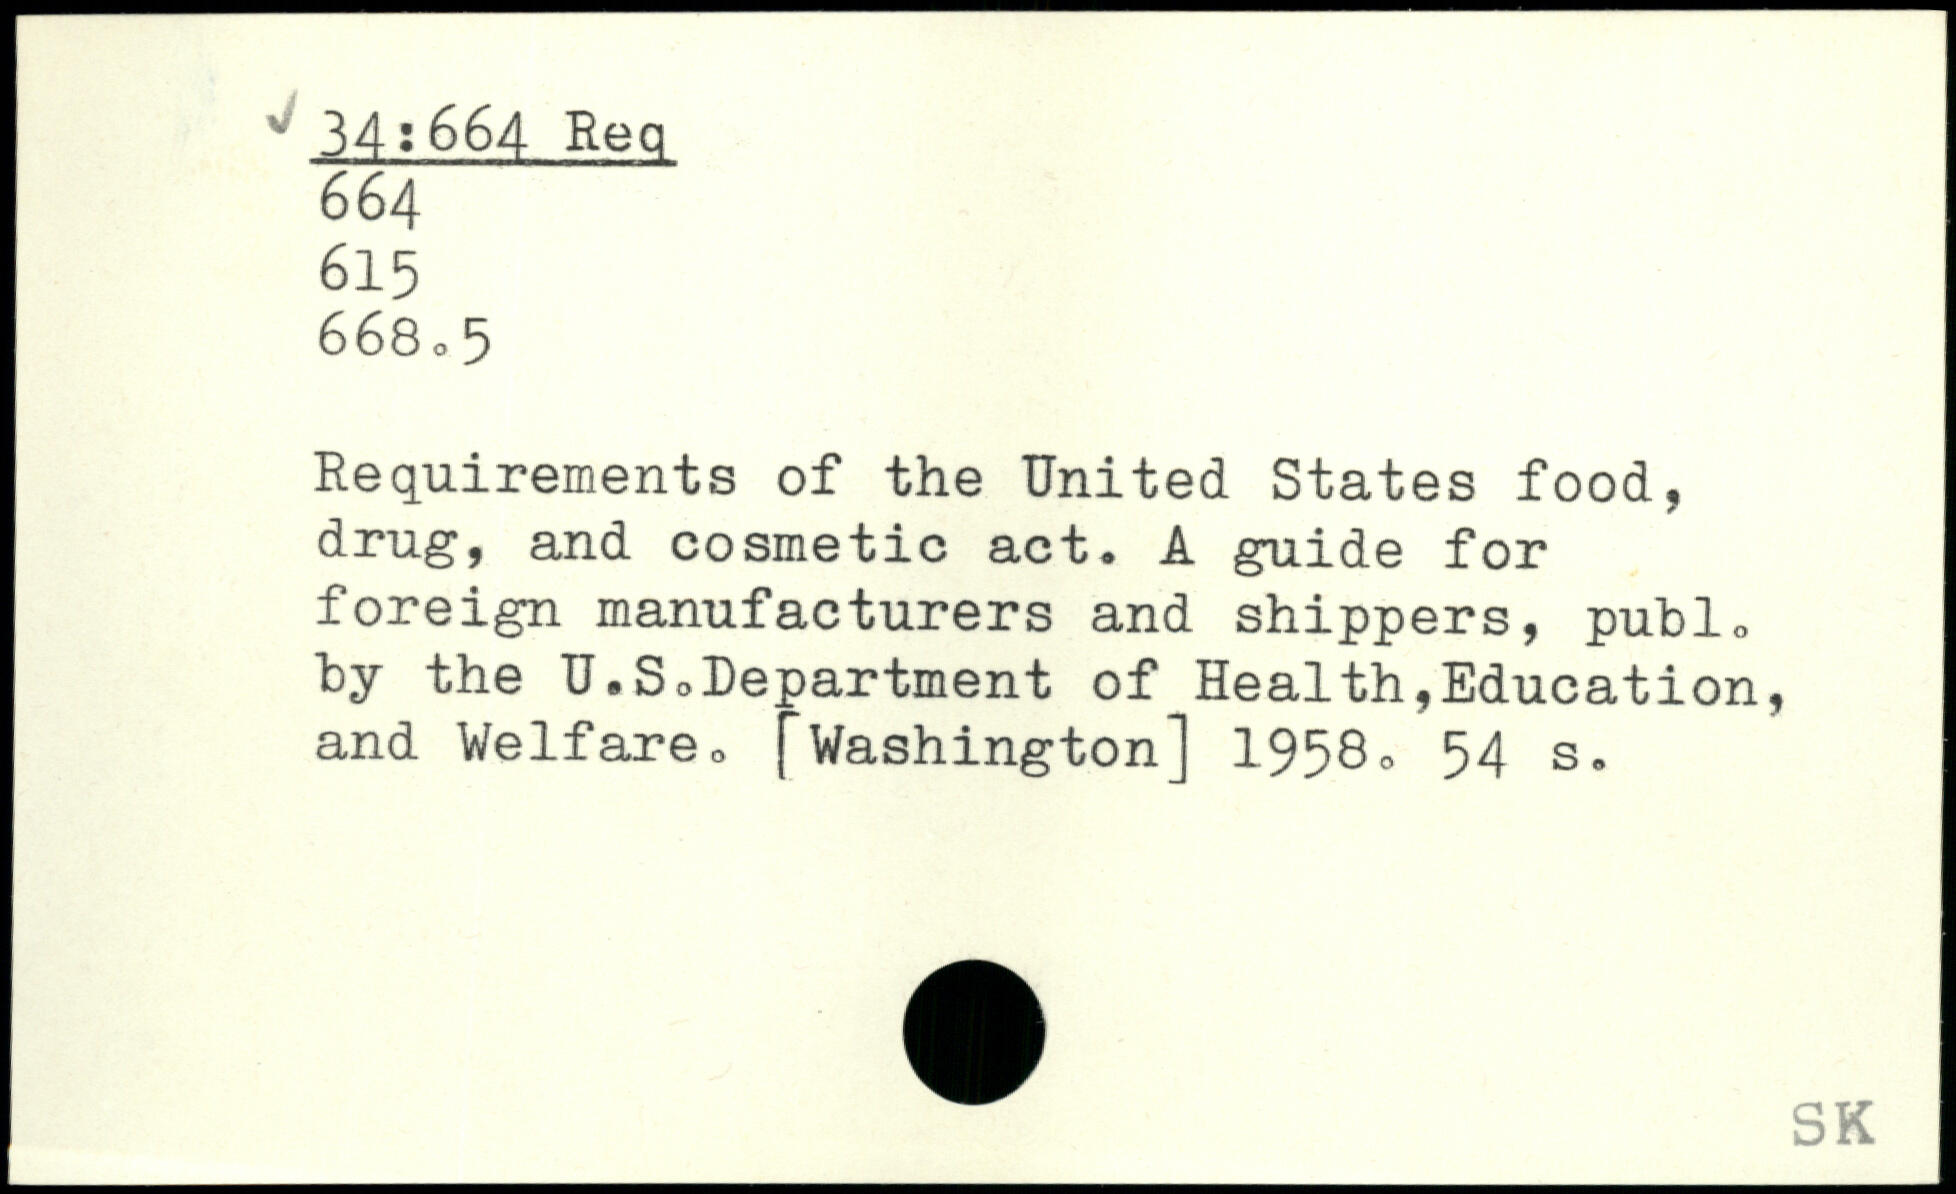 ✓ 34:664 Req
664
615
668.5
Requirements of the United States food,
drug, and cosmetic act. A guide for
foreign manufacturers and shippers, publ.
by the U.S.Department of Health,Education,
and Welfare. [Washington] 1958. 54 s.
SK